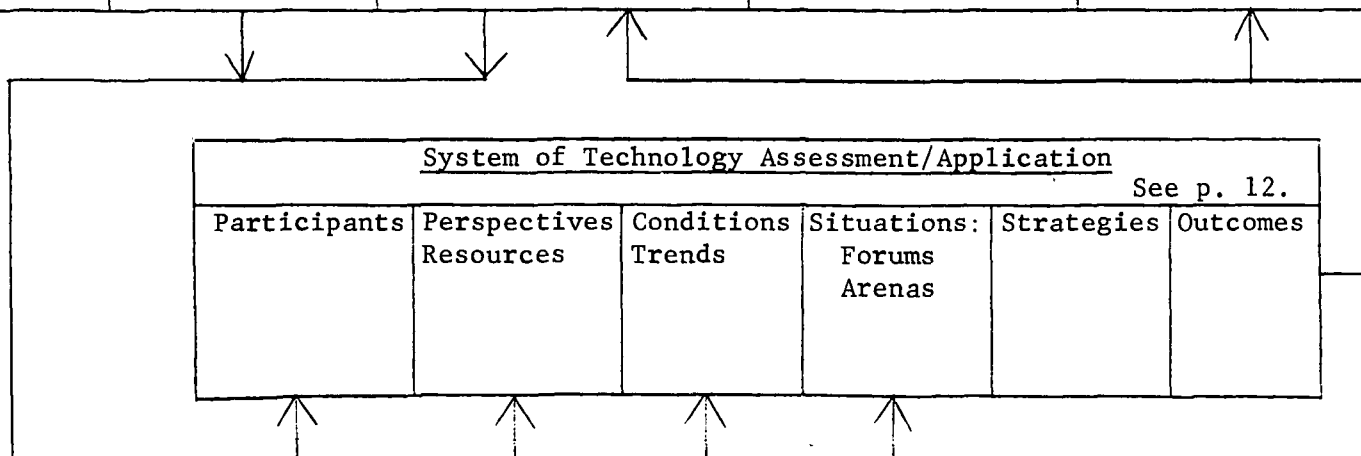 System of Technology Assessment/Application
See p. 12.
Participants Perspectives Conditions Situations: Strategies Outcomes
Resources Trends Forums
Arenas